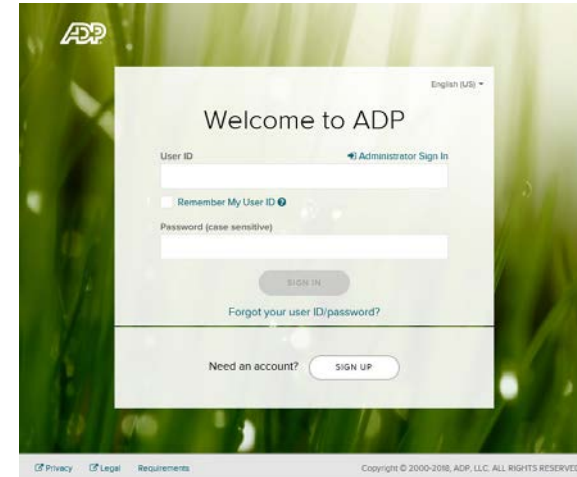 ADP
English (US)
Welcome to ADP
User ID Administrator Sign In
Remember My User ID
Password (case sensitive)
SIGN IN
Forgot your user ID/password?
Need an account? SIGN UP
Privacy Legal Requirements Copyright © 2000-2018, ADP, LLC. ALL RIGHTS RESERVED